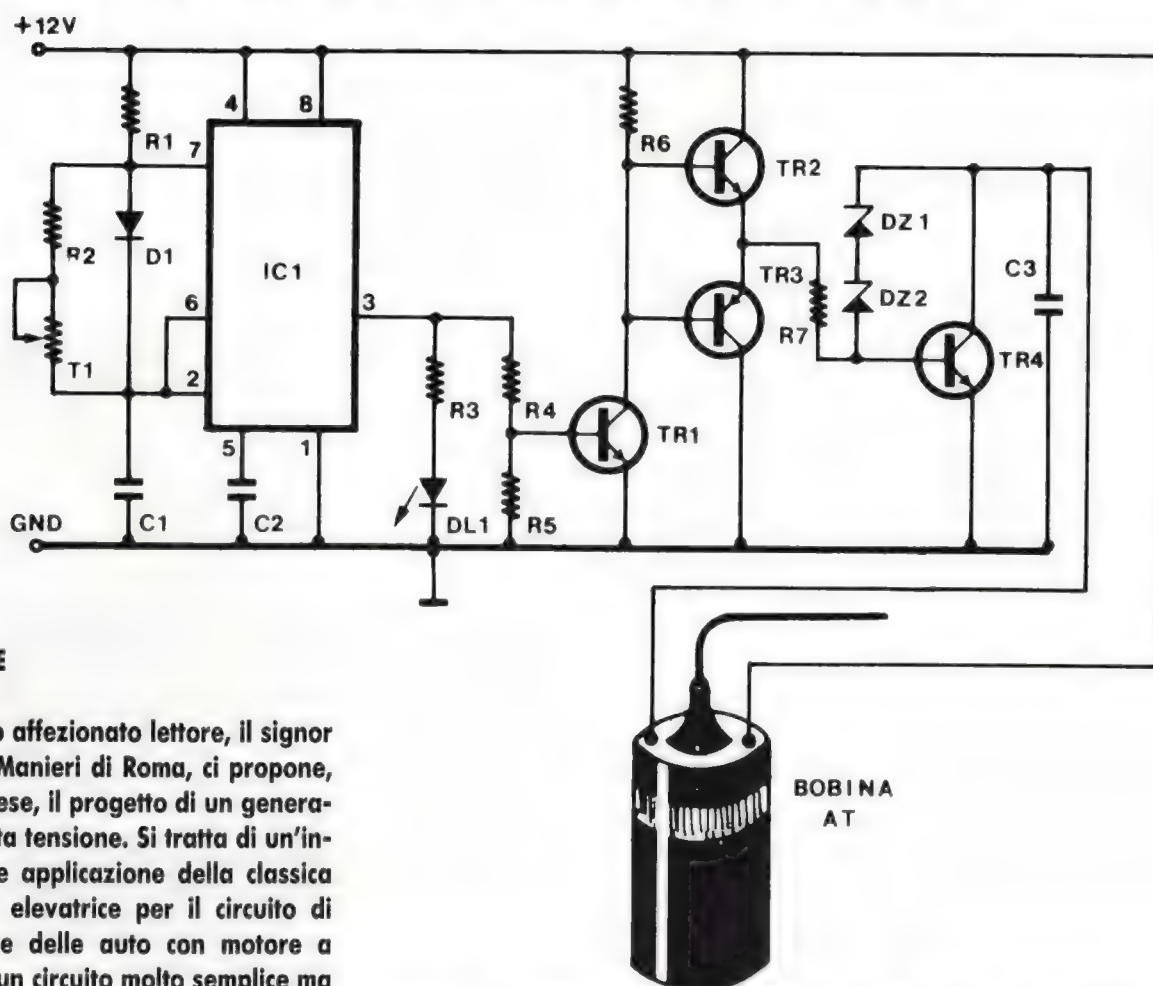 +12V
R1
4
8
7
R2
D1
IC1
6
3
T1
2
5
1
R3
R4
DL1
R5
GND
C1
C2
R6
TR2
TR1
TR3
R7
DZ1
DZ2
C3
TR4
BOBINA
AT
E
o affezionato lettore, il signor
Manieri di Roma, ci propone,
ese, il progetto di un genera-
ta tensione. Si tratta di un'in-
e applicazione della classica
elevatrice per il circuito di
e delle auto con motore a
un circuito molto semplice ma